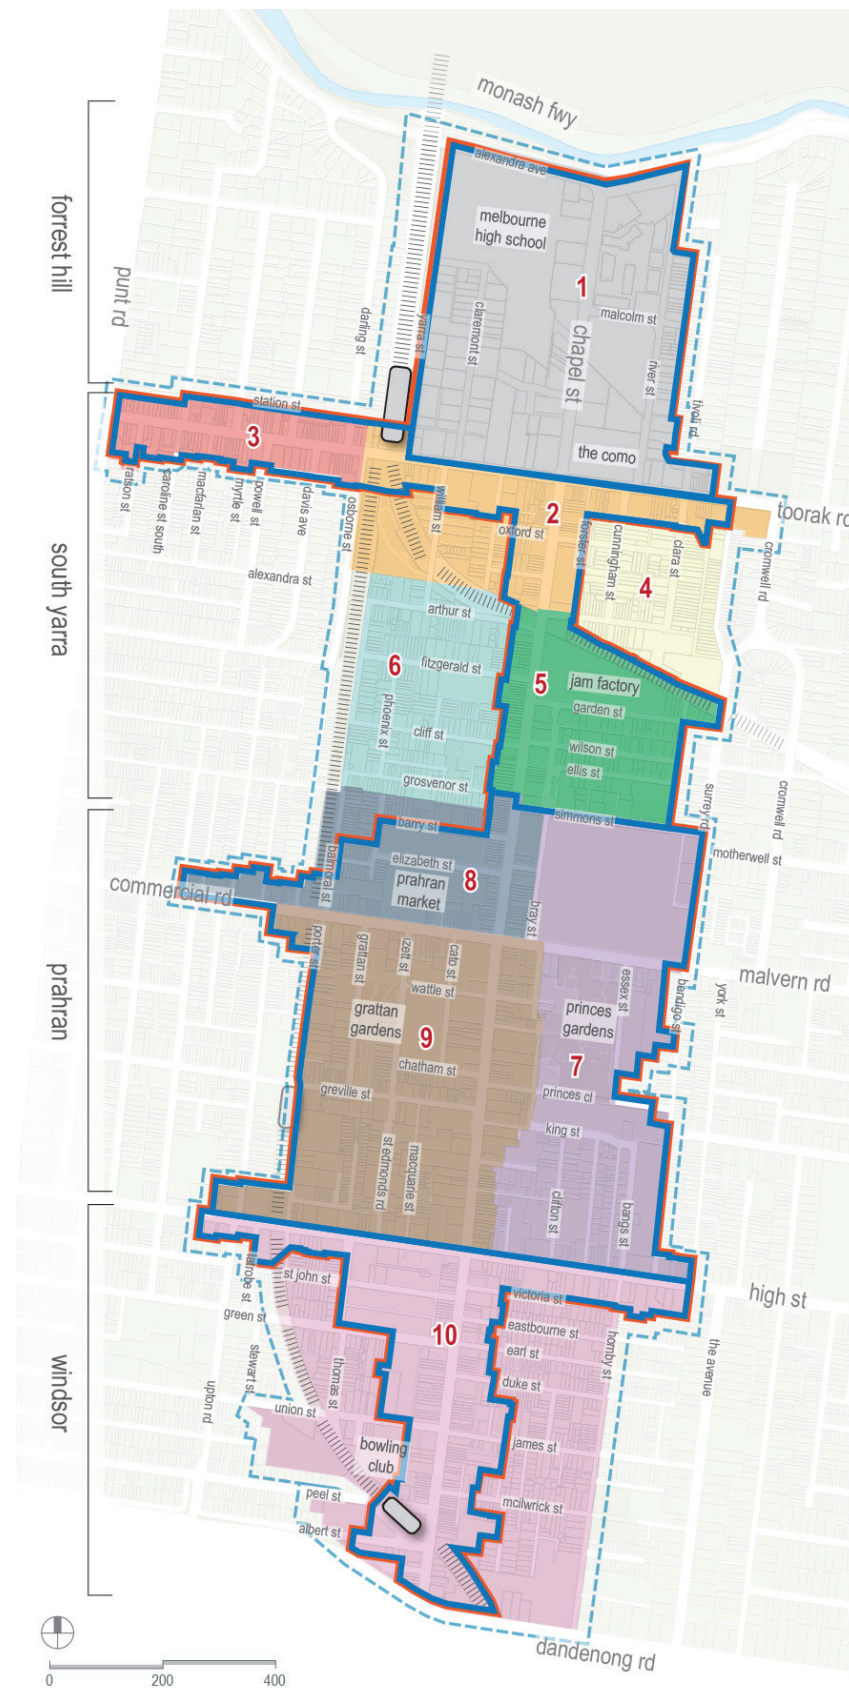 monash fwy
alexandra ave
forrest hill
melbourne
high school
punt rd
1
darling st
yarra st
claremont st
chapel st
malcolm st
river st
tivoli rd
station st
3
the como
toorak rd
2
william st
oxford st
forster st
cunningham st
clara st
cromwell rd
caroline st south
macfarlan st
myrtle st
powell st
davis ave
osborne st
south yarra
alexandra st
4
arthur st
6
fitzgerald st
5
jam factory
garden st
phoenix st
cliff st
wilson st
ellis st
grosvenor st
simmons st
surrey rd
cromwell rd
barry st
motherwell st
balmoral st
elizabeth st
commercial rd
prahran
market
8
bray st
prahran
porter st
grattan st
izett st
cato st
wattle st
essex st
bendigo st
york st
malvern rd
grattan
gardens
9
princes
gardens
7
chatham st
greville st
princes cl
king st
st edmonds rd
macquarie st
clifton st
bangs st
high st
larobe st
st john st
victoria st
green st
10
eastbourne st
hornby st
the avenue
windsor
stewart st
thomas st
earl st
duke st
upton rd
union st
bowling
club
james st
peel st
mcilwrick st
albert st
dandenong rd
0
200
400